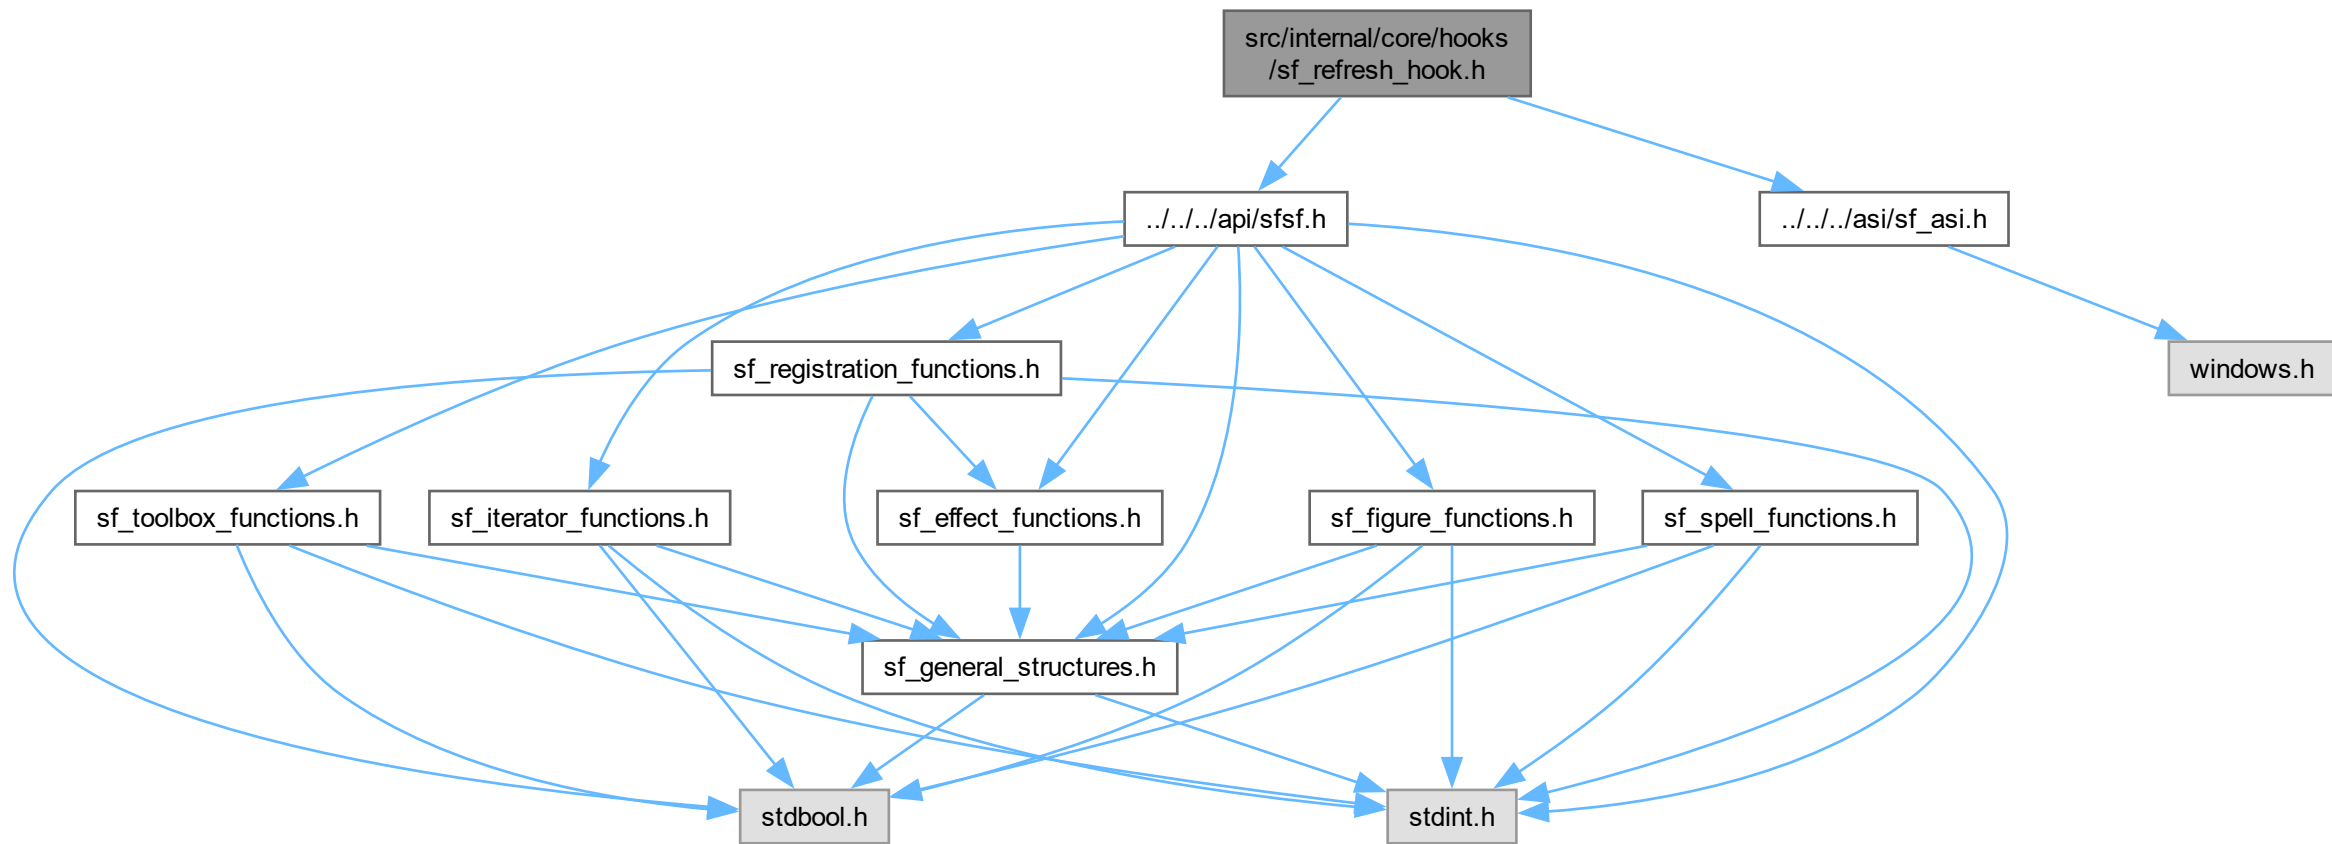 src/internal/core/hooks
/sf_refresh_hook.h
../../../api/sfsf.h
../../../asi/sf_asi.h
sf_registration_functions.h
windows.h
sf_toolbox_functions.h
sf_iterator_functions.h
sf_effect_functions.h
sf_figure_functions.h
sf_spell_functions.h
sf_general_structures.h
stdbool.h
stdint.h